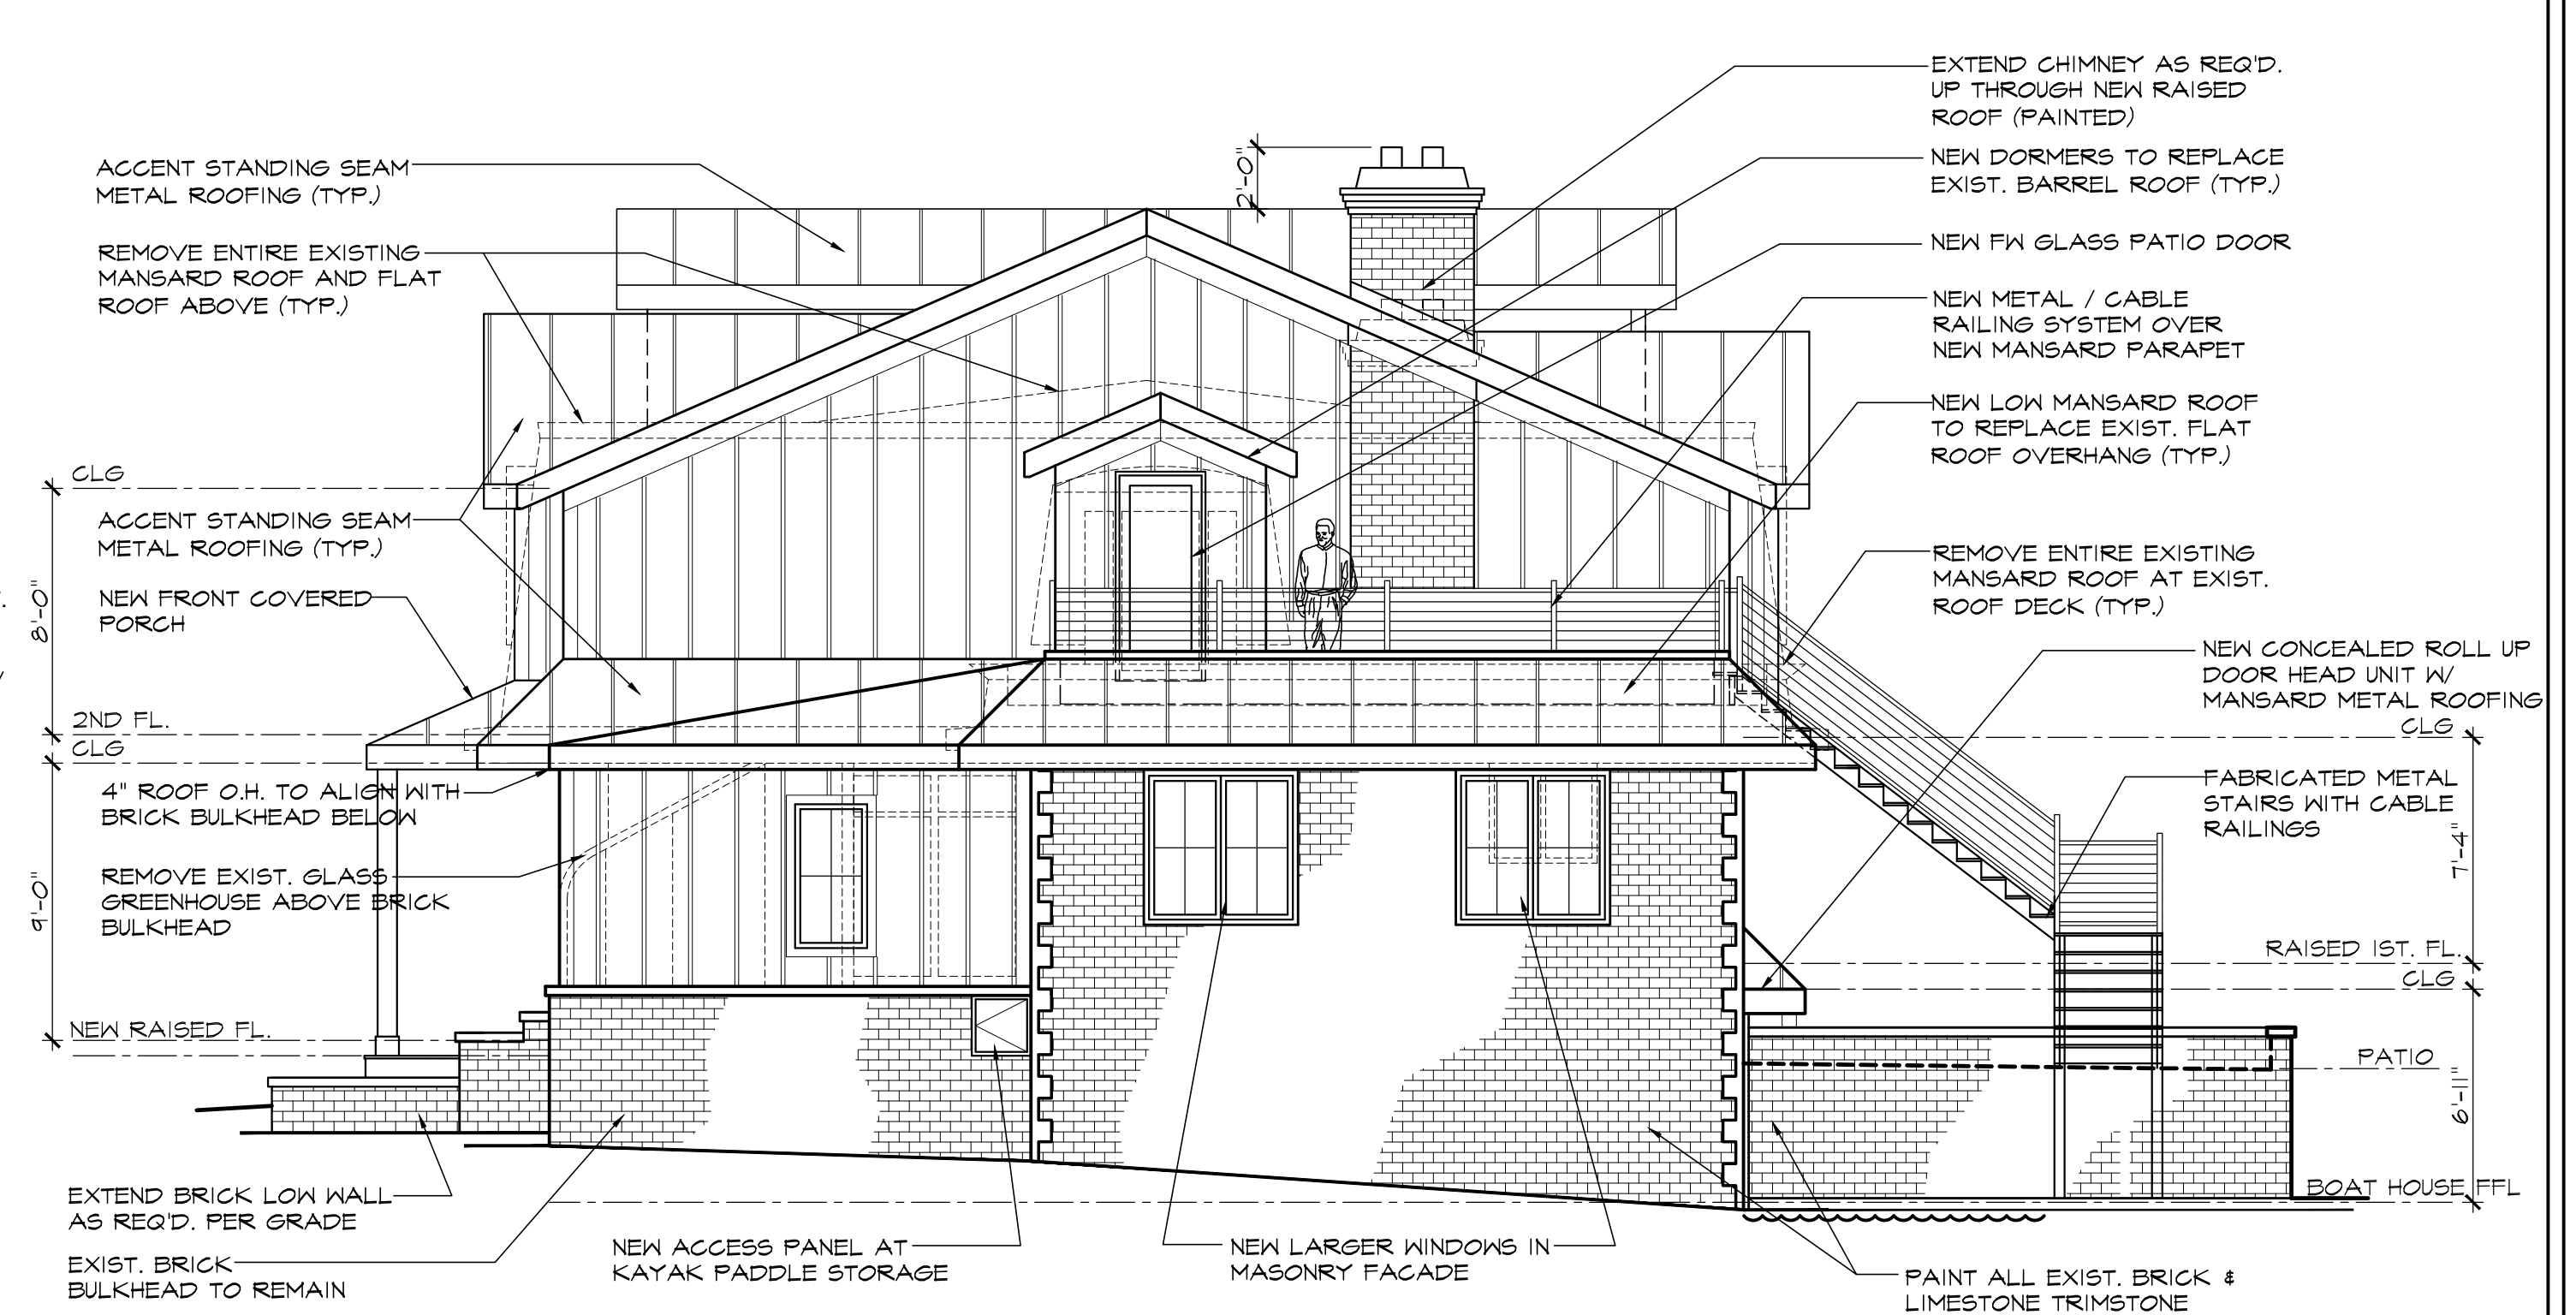 ACCENT STANDING SEAM
METAL ROOFING (TYP.)
REMOVE ENTIRE EXISTING
MANSARD ROOF AND FLAT
ROOF ABOVE (TYP.)
CLG
ACCENT STANDING SEAM
METAL ROOFING (TYP.)
8'-0"
NEW FRONT COVERED
PORCH
2ND FL.
CLG
4" ROOF O.H. TO ALIGN WITH
BRICK BULKHEAD BELOW
9'-0"
REMOVE EXIST. GLASS
GREENHOUSE ABOVE BRICK
BULKHEAD
NEW RAISED FL.
EXTEND BRICK LOW WALL
AS REQ'D. PER GRADE
EXIST. BRICK
BULKHEAD TO REMAIN
NEW ACCESS PANEL AT
KAYAK PADDLE STORAGE
NEW LARGER WINDOWS IN
MASONRY FACADE
2'-0"
EXTEND CHIMNEY AS REQ'D.
UP THROUGH NEW RAISED
ROOF (PAINTED)
NEW DORMERS TO REPLACE
EXIST. BARREL ROOF (TYP.)
NEW FW GLASS PATIO DOOR
NEW METAL / CABLE
RAILING SYSTEM OVER
NEW MANSARD PARAPET
NEW LOW MANSARD ROOF
TO REPLACE EXIST. FLAT
ROOF OVERHANG (TYP.)
REMOVE ENTIRE EXISTING
MANSARD ROOF AT EXIST.
ROOF DECK (TYP.)
NEW CONCEALED ROLL UP
DOOR HEAD UNIT W/
MANSARD METAL ROOFING
CLG
FABRICATED METAL
STAIRS WITH CABLE
RAILINGS
7'-4"
RAISED 1ST. FL.
CLG
PATIO
6'-11"
BOAT HOUSE FFL
PAINT ALL EXIST. BRICK &
LIMESTONE TRIMSTONE